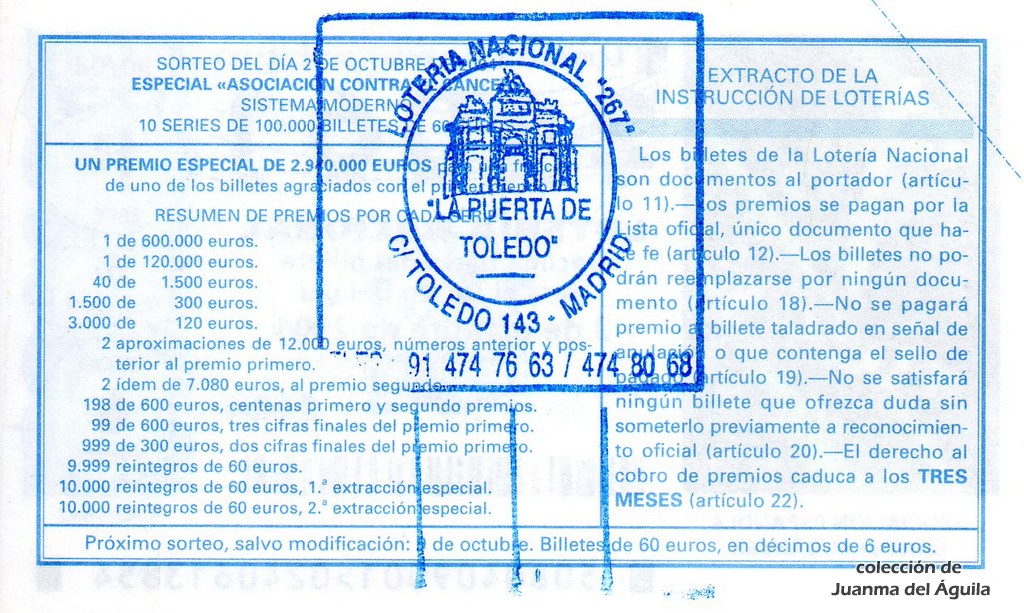 SORTEO DEL DÍA 2 DE OCTUBRE
ESPECIAL «ASOCIACIÓN CONTRA CÁNCER
SISTEMA MODERNO
10 SERIES DE 100.000 BILLETES DE 60
UN PREMIO ESPECIAL DE 2.940.000 EUROS para una
de uno de los billetes agraciados con el primer premio
RESUMEN DE PREMIOS POR CADA SERIE
1 de 600.000 euros.
1 de 120.000 euros.
40 de 1.500 euros.
1.500 de 300 euros.
3.000 de 120 euros.
2 aproximaciones de 12.000 euros, números anterior y pos-
terior al premio primero.
2 ídem de 7.080 euros, al premio segundo.
198 de 600 euros, centenas primero y segundo premios.
99 de 600 euros, tres cifras finales del premio primero.
999 de 300 euros, dos cifras finales del premio primero.
9.999 reintegros de 60 euros.
10.000 reintegros de 60 euros, 1.ª extracción especial.
10.000 reintegros de 60 euros, 2.ª extracción especial.
LOTERIA NACIONAL "267ª
"LA PUERTA DE
TOLEDO"
C/ TOLEDO 143 - MADRID
91 474 76 63 / 474 80 68
EXTRACTO DE LA
INSTRUCCIÓN DE LOTERÍAS
Los billetes de la Lotería Nacional
son documentos al portador (artícu-
lo 11).—Los premios se pagan por la
Lista oficial, único documento que ha-
ce fe (artículo 12).—Los billetes no po-
drán reemplazarse por ningún docu-
mento (artículo 18).—No se pagará
premio a billete taladrado en señal de
anulación o que contenga el sello de
pagado (artículo 19).—No se satisfará
ningún billete que ofrezca duda sin
someterlo previamente a reconocimien-
to oficial (artículo 20).—El derecho al
cobro de premios caduca a los TRES
MESES (artículo 22).
Próximo sorteo, salvo modificación: 9 de octubre. Billetes de 60 euros, en décimos de 6 euros.
colección de
Juanma del Águila